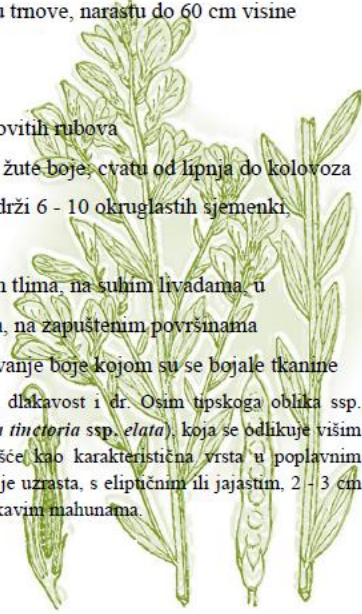 u trnove, narastu do 60 cm visine
ovitih rubova
žute boje, cvatu od lipnja do kolovoza
drži 6 - 10 okruglastih sjemenki,
n tlima, na suhim livadama, u
, na zapuštenim površinama
vanje boje kojom su se bojale tkanine
dlakavost i dr. Osim tipskoga oblika ssp.
tinctoria ssp. elata), koja se odlikuje višim
šće kao karakteristična vrsta u poplavnim
je uzrasta, s eliptičnim ili jajastim, 2 - 3 cm
kavim mahunama.